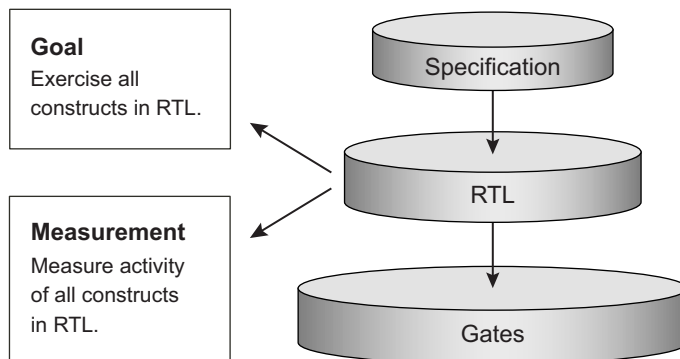 Goal
Exercise all
constructs in RTL.
Measurement
Measure activity
of all constructs
in RTL.
Specification
RTL
Gates